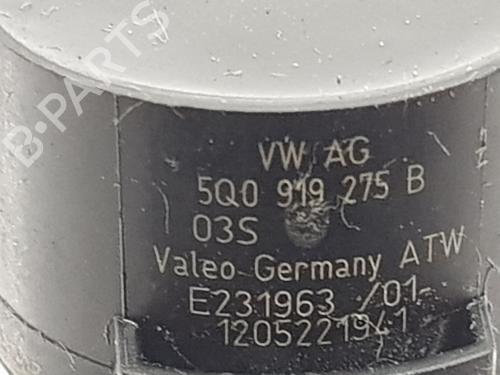 B-PARTS
VW AG
5Q0 919 275 B
03S
Valeo Germany ATW
E231963 /01
1205221941